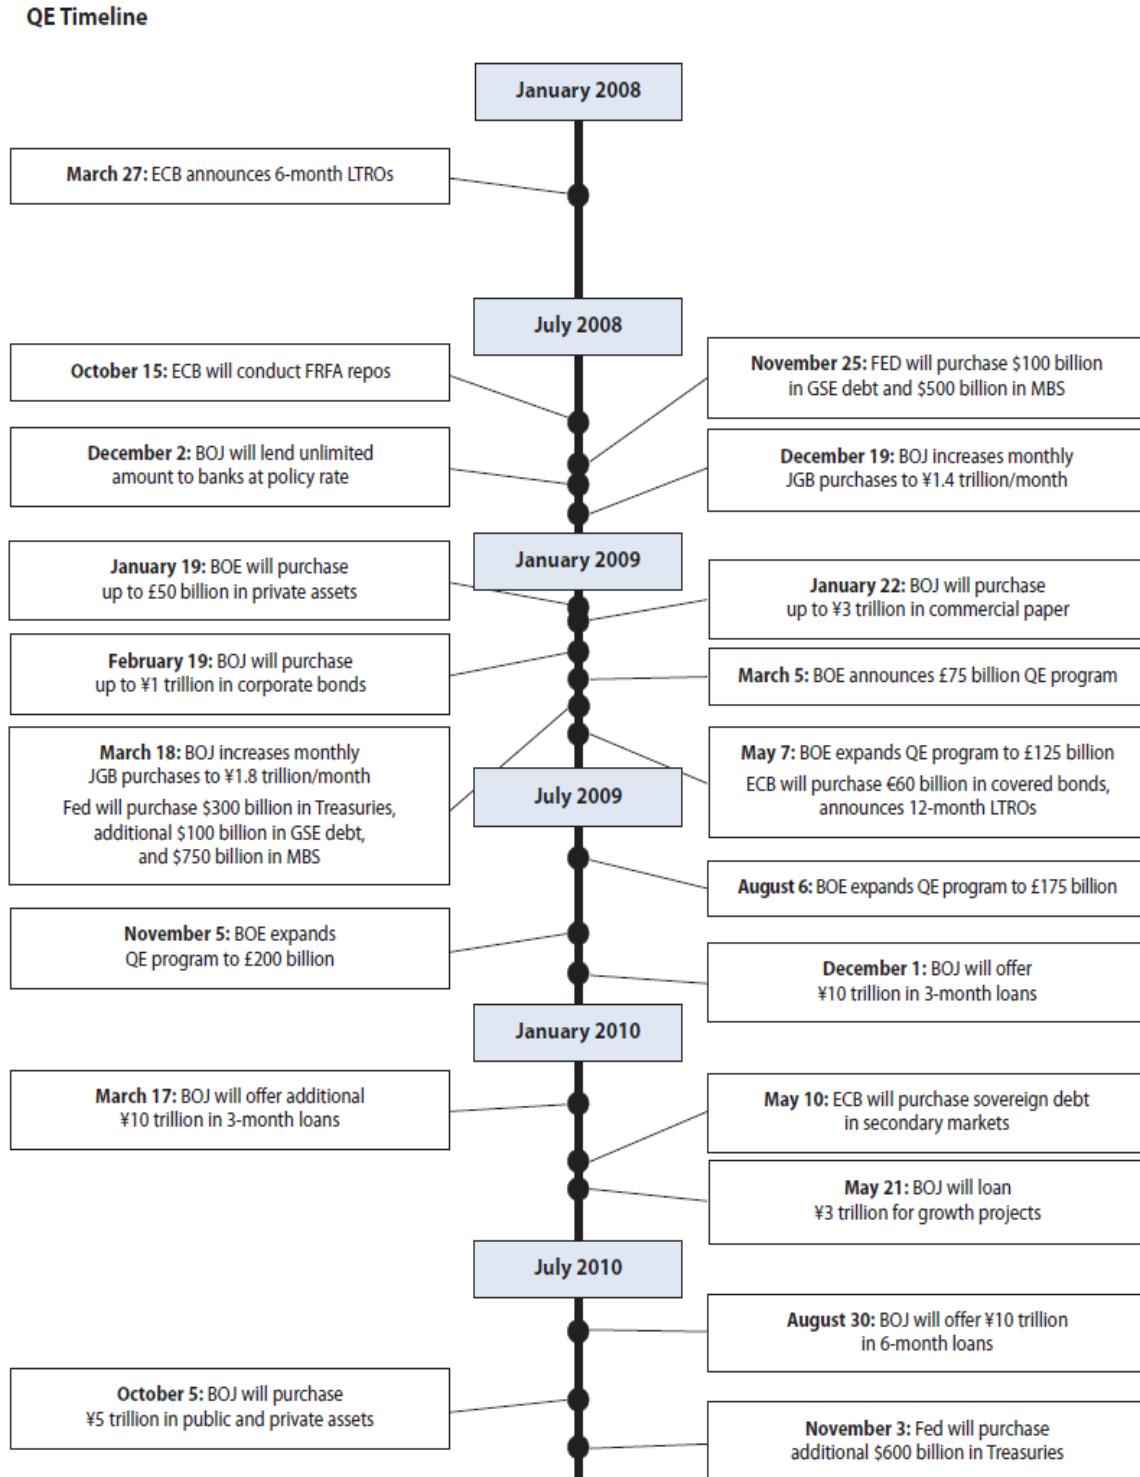 QE Timeline
January 2008
March 27: ECB announces 6-month LTROs
July 2008
October 15: ECB will conduct FRFA repos
November 25: FED will purchase $100 billion
in GSE debt and $500 billion in MBS
December 2: BOJ will lend unlimited
amount to banks at policy rate
December 19: BOJ increases monthly
JGB purchases to ¥1.4 trillion/month
January 2009
January 19: BOE will purchase
up to £50 billion in private assets
January 22: BOJ will purchase
up to ¥3 trillion in commercial paper
February 19: BOJ will purchase
up to ¥1 trillion in corporate bonds
March 5: BOE announces £75 billion QE program
March 18: BOJ increases monthly
JGB purchases to ¥1.8 trillion/month
Fed will purchase $300 billion in Treasuries,
additional $100 billion in GSE debt,
and $750 billion in MBS
May 7: BOE expands QE program to £125 billion
ECB will purchase €60 billion in covered bonds,
announces 12-month LTROs
July 2009
August 6: BOE expands QE program to £175 billion
November 5: BOE expands
QE program to £200 billion
December 1: BOJ will offer
¥10 trillion in 3-month loans
January 2010
March 17: BOJ will offer additional
¥10 trillion in 3-month loans
May 10: ECB will purchase sovereign debt
in secondary markets
May 21: BOJ will loan
¥3 trillion for growth projects
July 2010
August 30: BOJ will offer ¥10 trillion
in 6-month loans
October 5: BOJ will purchase
¥5 trillion in public and private assets
November 3: Fed will purchase
additional $600 billion in Treasuries